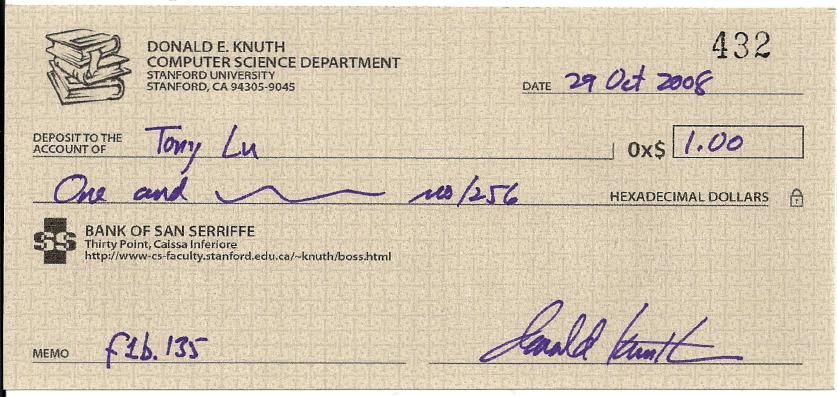 432
DONALD E. KNUTH
COMPUTER SCIENCE DEPARTMENT
STANFORD UNIVERSITY
STANFORD, CA 94305-9045
DATE 29 Oct 2008
DEPOSIT TO THE
ACCOUNT OF Tony Lu 0x$ 1.00
One and no/256 HEXADECIMAL DOLLARS
SS BANK OF SAN SERRIFFE
Thirty Point, Caissa Inferiore
http://www-cs-faculty.stanford.edu.ca/~knuth/boss.html
MEMO f1b.135 Donald Knuth